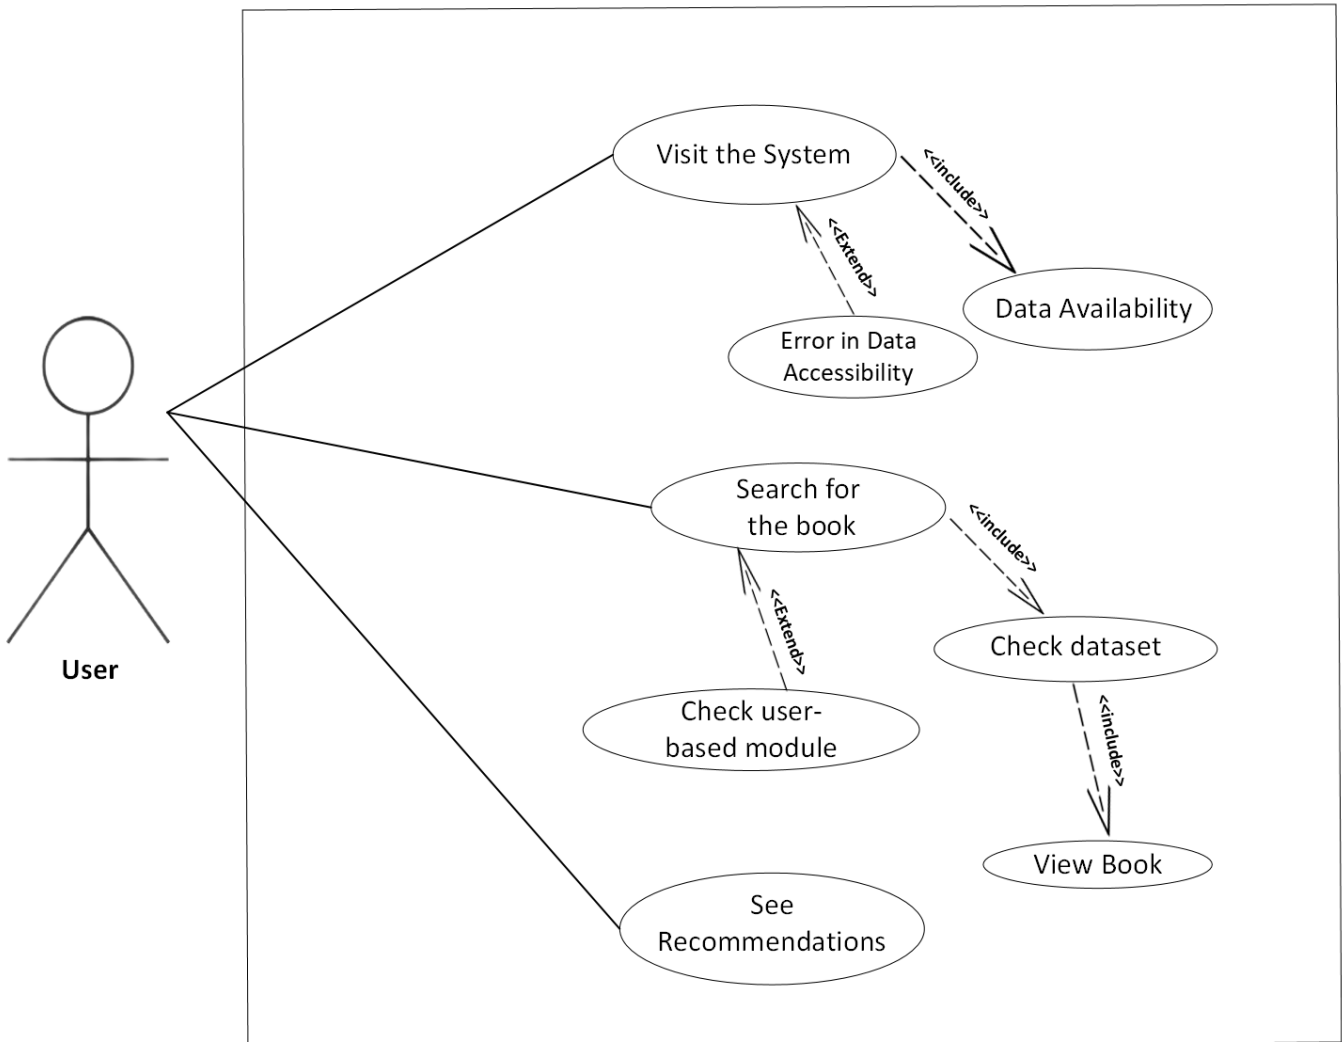 Visit the System
<<include>>
<<Extend>>
Data Availability
Error in Data
Accessibility
Search for
the book
<<include>>
<<Extend>>
Check dataset
User
Check user-
based module
<<include>>
View Book
See
Recommendations